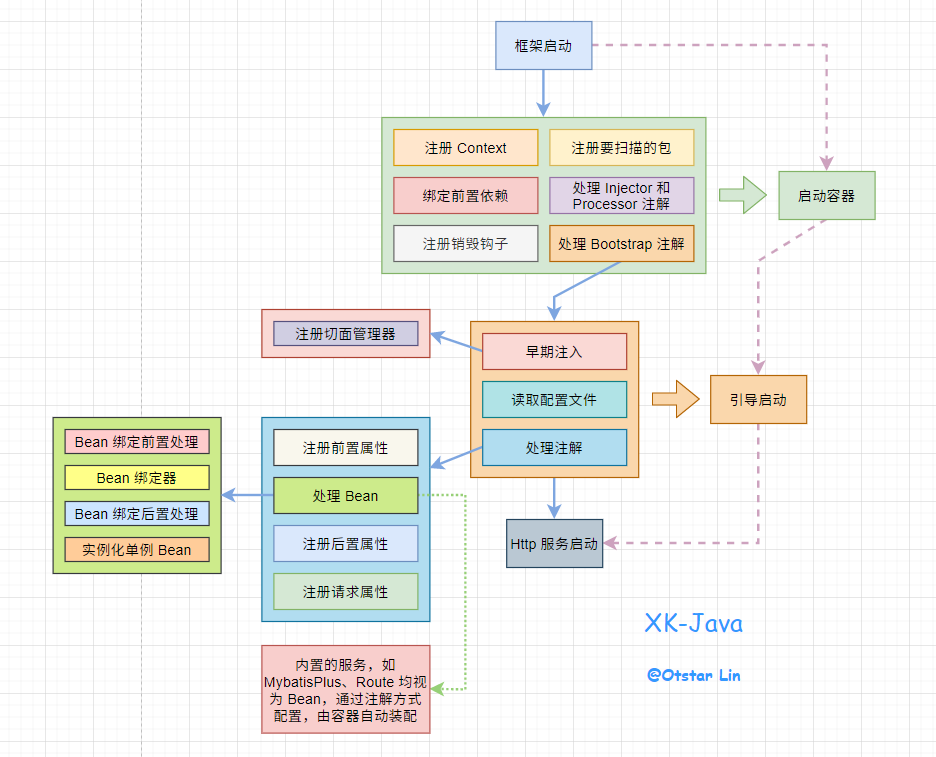 框架启动
注册 Context
注册要扫描的包
绑定前置依赖
处理 Injector 和
Processor 注解
启动容器
注册销毁钩子
处理 Bootstrap 注解
注册切面管理器
早期注入
读取配置文件
引导启动
处理注解
Bean 绑定前置处理
Bean 绑定器
Bean 绑定后置处理
实例化单例 Bean
注册前置属性
处理 Bean
注册后置属性
注册请求属性
Http 服务启动
内置的服务，如
MybatisPlus、Route 均视
为 Bean，通过注解方式
配置，由容器自动装配
XK-Java
@Otstar Lin